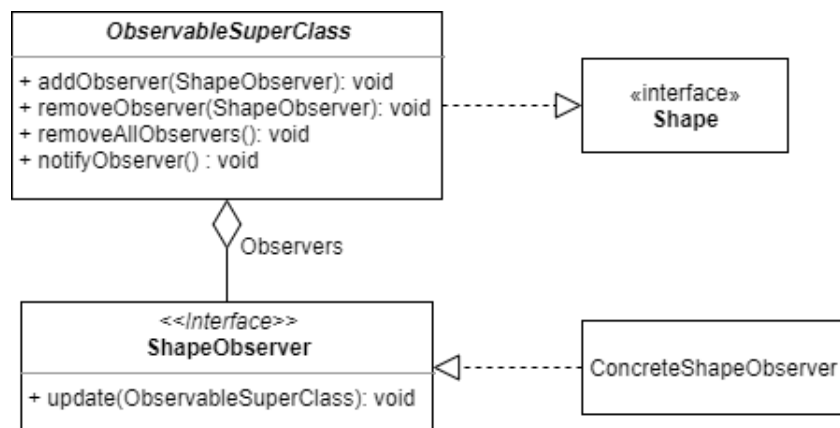 ObservableSuperClass
+ addObserver(ShapeObserver): void
+ removeObserver(ShapeObserver): void
+ removeAllObservers(): void
+ notifyObserver() : void
«interface»
Shape
Observers
<<Interface>>
ShapeObserver
+ update(ObservableSuperClass): void
ConcreteShapeObserver